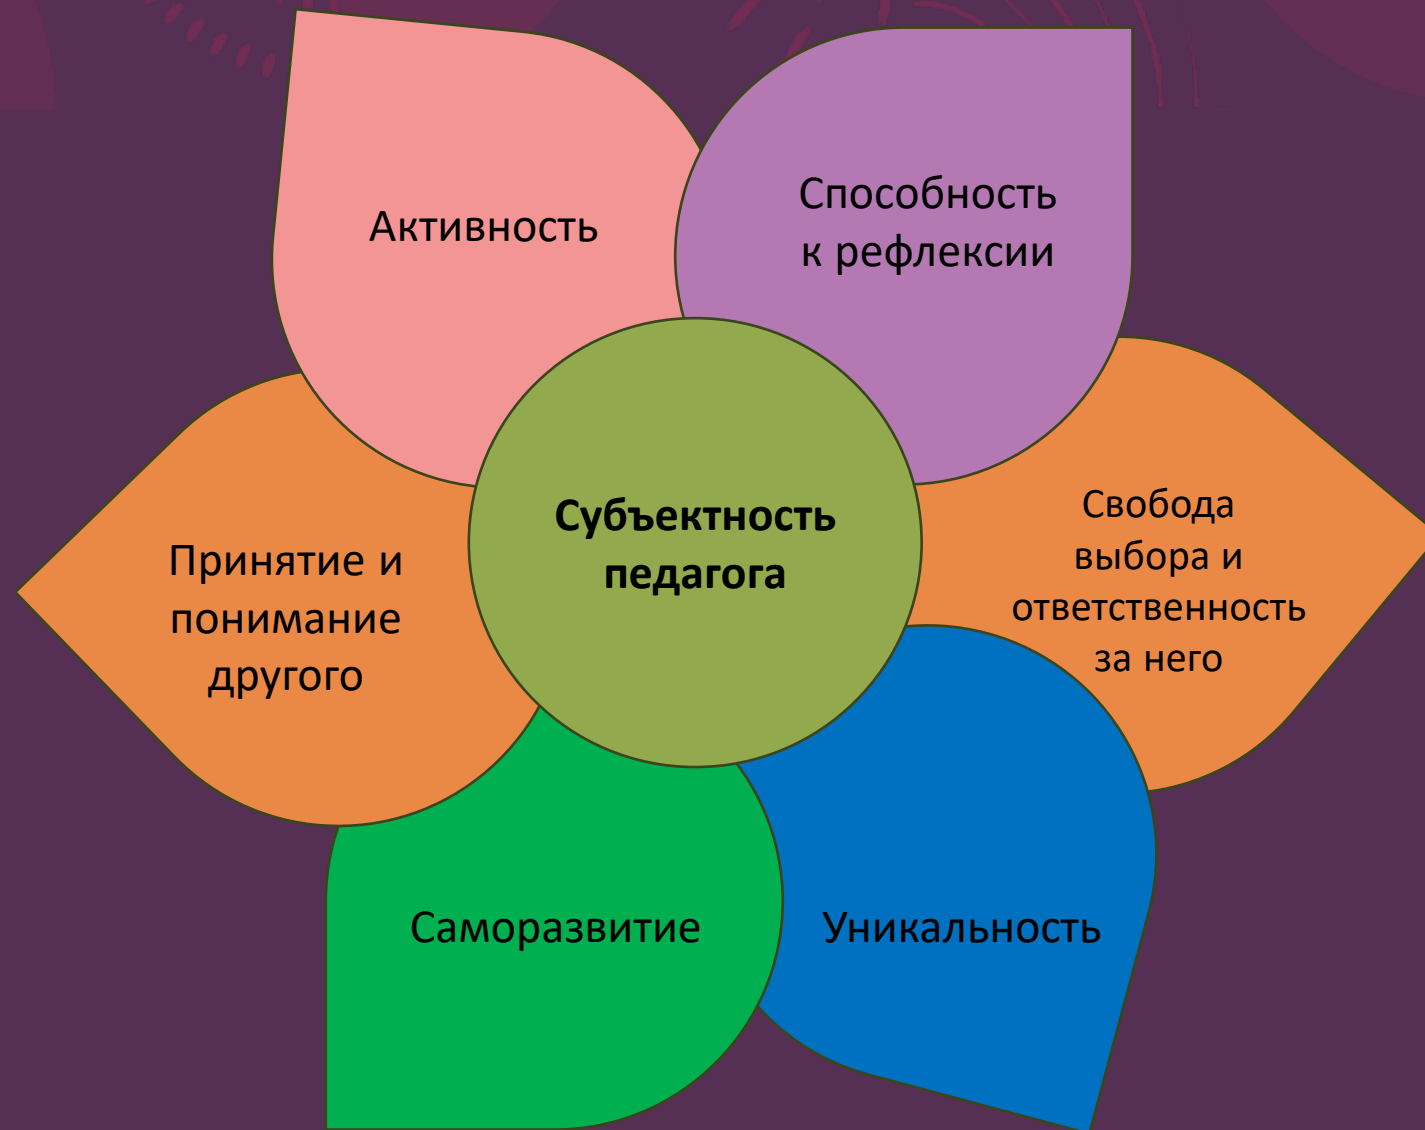 Активность
Способность
к рефлексии
Субъектность
педагога
Свобода
выбора и
ответственность
за него
Принятие и
понимание
другого
Саморазвитие
Уникальность